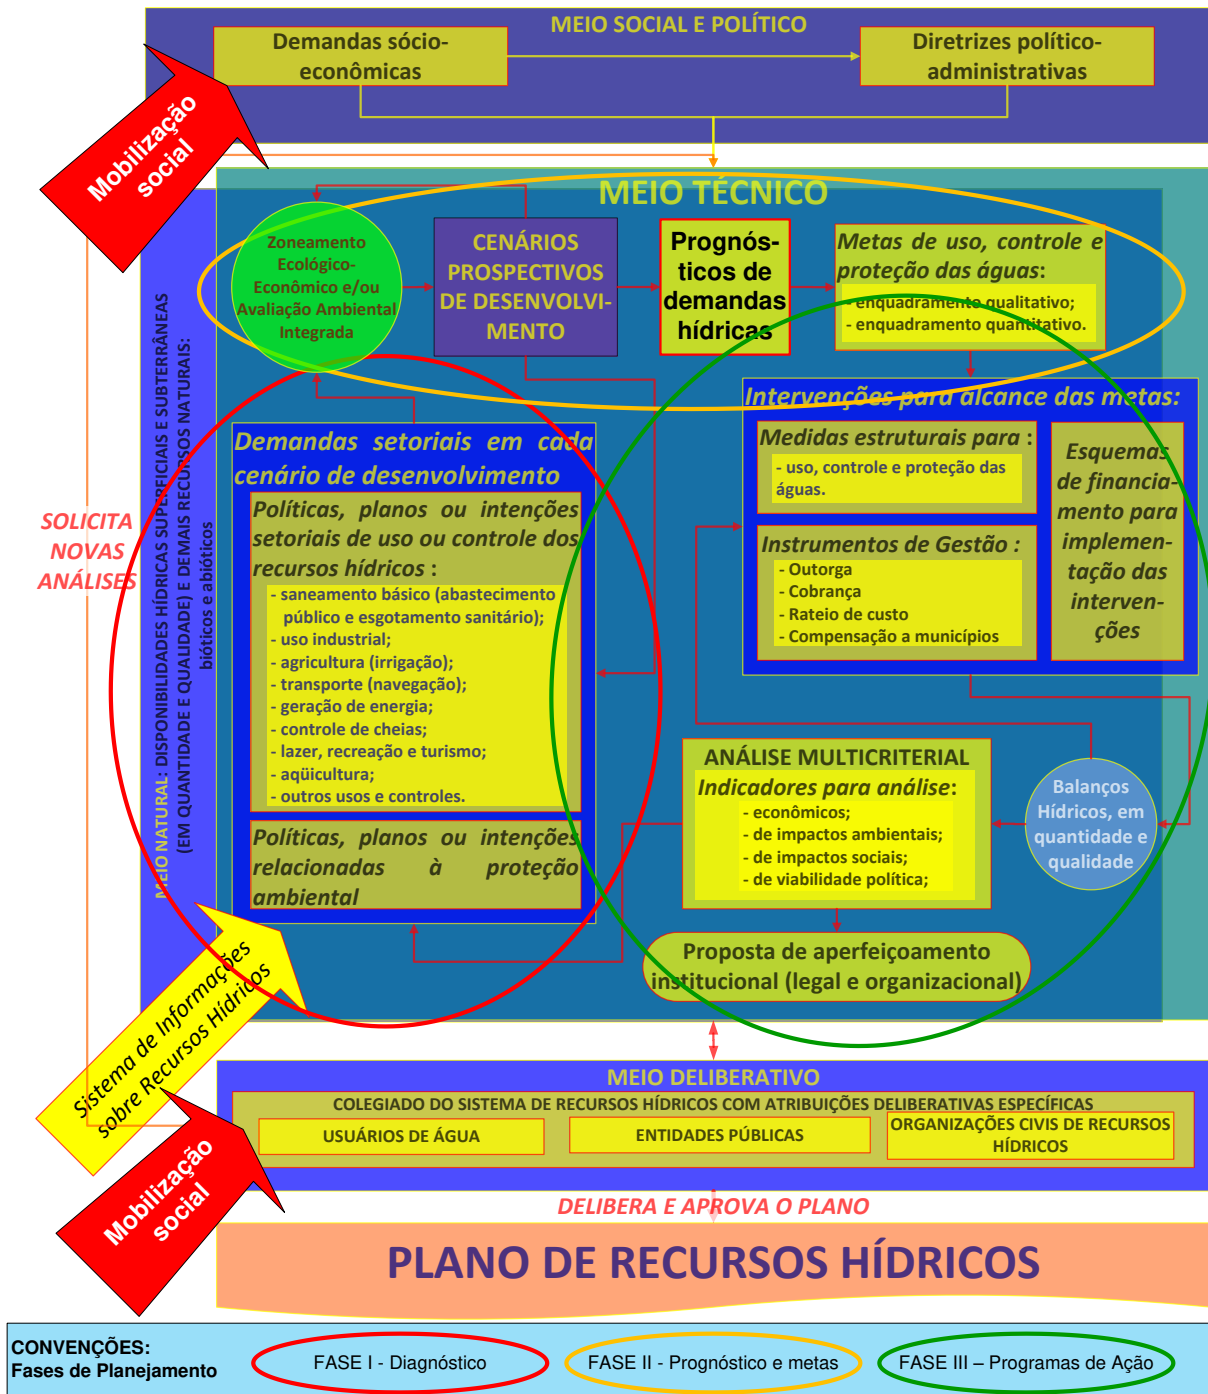 MEIO SOCIAL E POLÍTICO
Demandas sócio-
econômicas
Diretrizes político-
administrativas
Mobilização
social
MEIO TÉCNICO
Zoneamento
Ecológico-
Econômico e/ou
Avaliação Ambiental
Integrada
CENÁRIOS
PROSPECTIVOS
DE DESENVOLVI-
MENTO
Prognós-
ticos de
demandas
hídricas
Metas de uso, controle e
proteção das águas:
- enquadramento qualitativo;
- enquadramento quantitativo.
MEIO NATURAL: DISPONIBILIDADES HÍDRICAS SUPERFICIAIS E SUBTERRÂNEAS
(EM QUANTIDADE E QUALIDADE) E DEMAIS RECURSOS NATURAIS:
bióticos e abióticos
SOLICITA
NOVAS
ANÁLISES
Demandas setoriais em cada
cenário de desenvolvimento
Políticas, planos ou intenções
setoriais de uso ou controle dos
recursos hídricos :
- saneamento básico (abastecimento
público e esgotamento sanitário);
- uso industrial;
- agricultura (irrigação);
- transporte (navegação);
- geração de energia;
- controle de cheias;
- lazer, recreação e turismo;
- aqüicultura;
- outros usos e controles.
Políticas, planos ou intenções
relacionadas à proteção
ambiental
Intervenções para alcance das metas:
Medidas estruturais para :
- uso, controle e proteção das
águas.
Instrumentos de Gestão :
- Outorga
- Cobrança
- Rateio de custo
- Compensação a municípios
Esquemas
de financia-
mento para
implemen-
tação das
interven-
ções
ANÁLISE MULTICRITERIAL
Indicadores para análise:
- econômicos;
- de impactos ambientais;
- de impactos sociais;
- de viabilidade política;
Balanços
Hídricos, em
quantidade e
qualidade
Proposta de aperfeiçoamento
institucional (legal e organizacional)
Sistema de Informações
sobre Recursos Hídricos
MEIO DELIBERATIVO
COLEGIADO DO SISTEMA DE RECURSOS HÍDRICOS COM ATRIBUIÇÕES DELIBERATIVAS ESPECÍFICAS
USUÁRIOS DE ÁGUA
ENTIDADES PÚBLICAS
ORGANIZAÇÕES CIVIS DE RECURSOS
HÍDRICOS
Mobilização
social
DELIBERA E APROVA O PLANO
PLANO DE RECURSOS HÍDRICOS
CONVENÇÕES:
Fases de Planejamento
FASE I - Diagnóstico
FASE II - Prognóstico e metas
FASE III – Programas de Ação